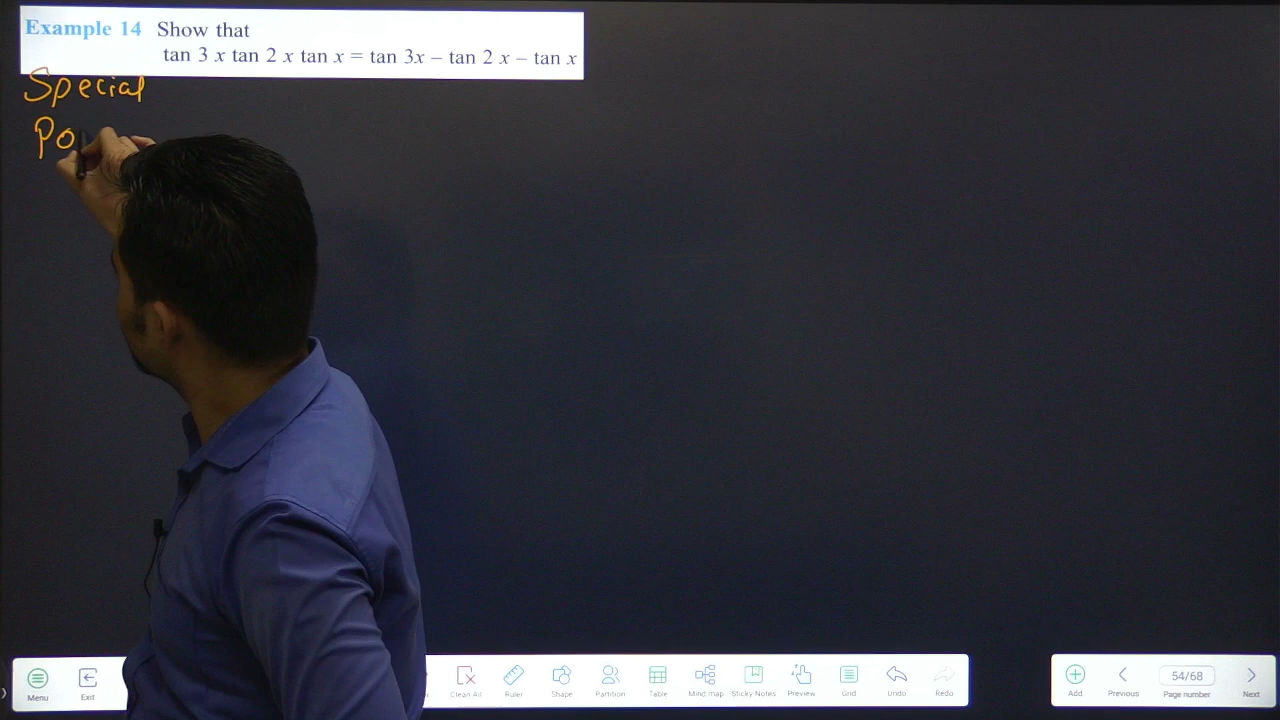 Example 14 Show that
tan 3 x tan 2 x tan x = tan 3x – tan 2 x – tan x
Special
Po
Menu
Exit
Clean All
Ruler
Shape
Partition
Table
Mind map
Sticky Notes
Preview
Grid
Undo
Redo
Add
Previous
54/68
Page number
Next